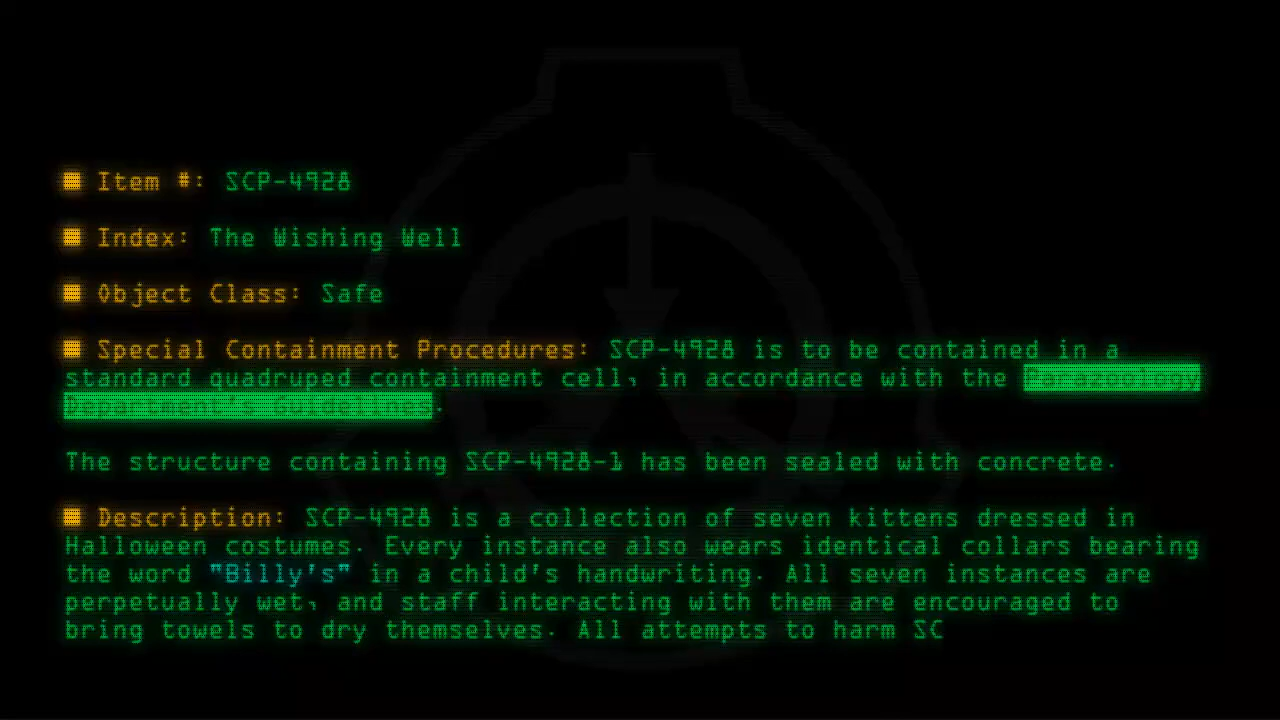 Item #: SCP-4928
Index: The Wishing Well
Object Class: Safe
Special Containment Procedures: SCP-4928 is to be contained in a
standard quadruped containment cell, in accordance with the Parazoology
Department's Guidelines.
The structure containing SCP-4928-1 has been sealed with concrete.
Description: SCP-4928 is a collection of seven kittens dressed in
Halloween costumes. Every instance also wears identical collars bearing
the word "Billy's" in a child's handwriting. All seven instances are
perpetually wet, and staff interacting with them are encouraged to
bring towels to dry themselves. All attempts to harm SC